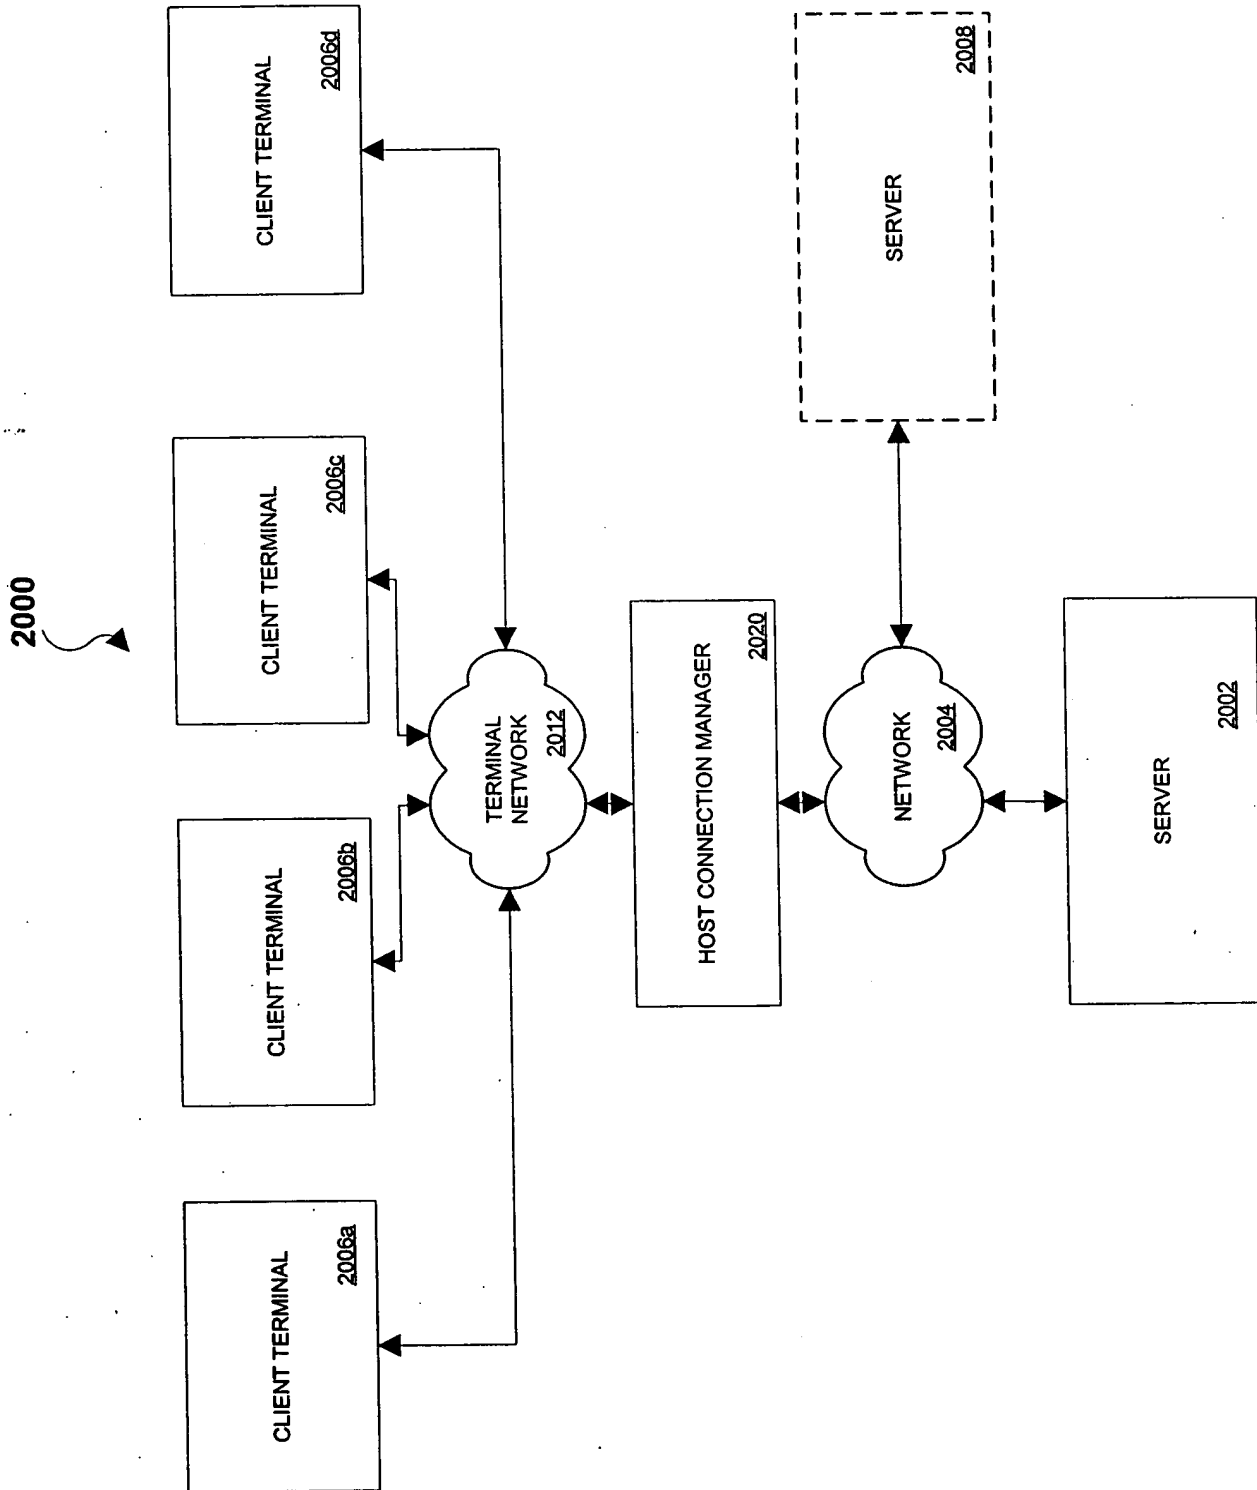 2000
CLIENT TERMINAL
2006a
CLIENT TERMINAL
2006b
CLIENT TERMINAL
2006c
CLIENT TERMINAL
2006d
TERMINAL
NETWORK
2012
HOST CONNECTION MANAGER
2020
NETWORK
2004
SERVER
2008
SERVER
2002